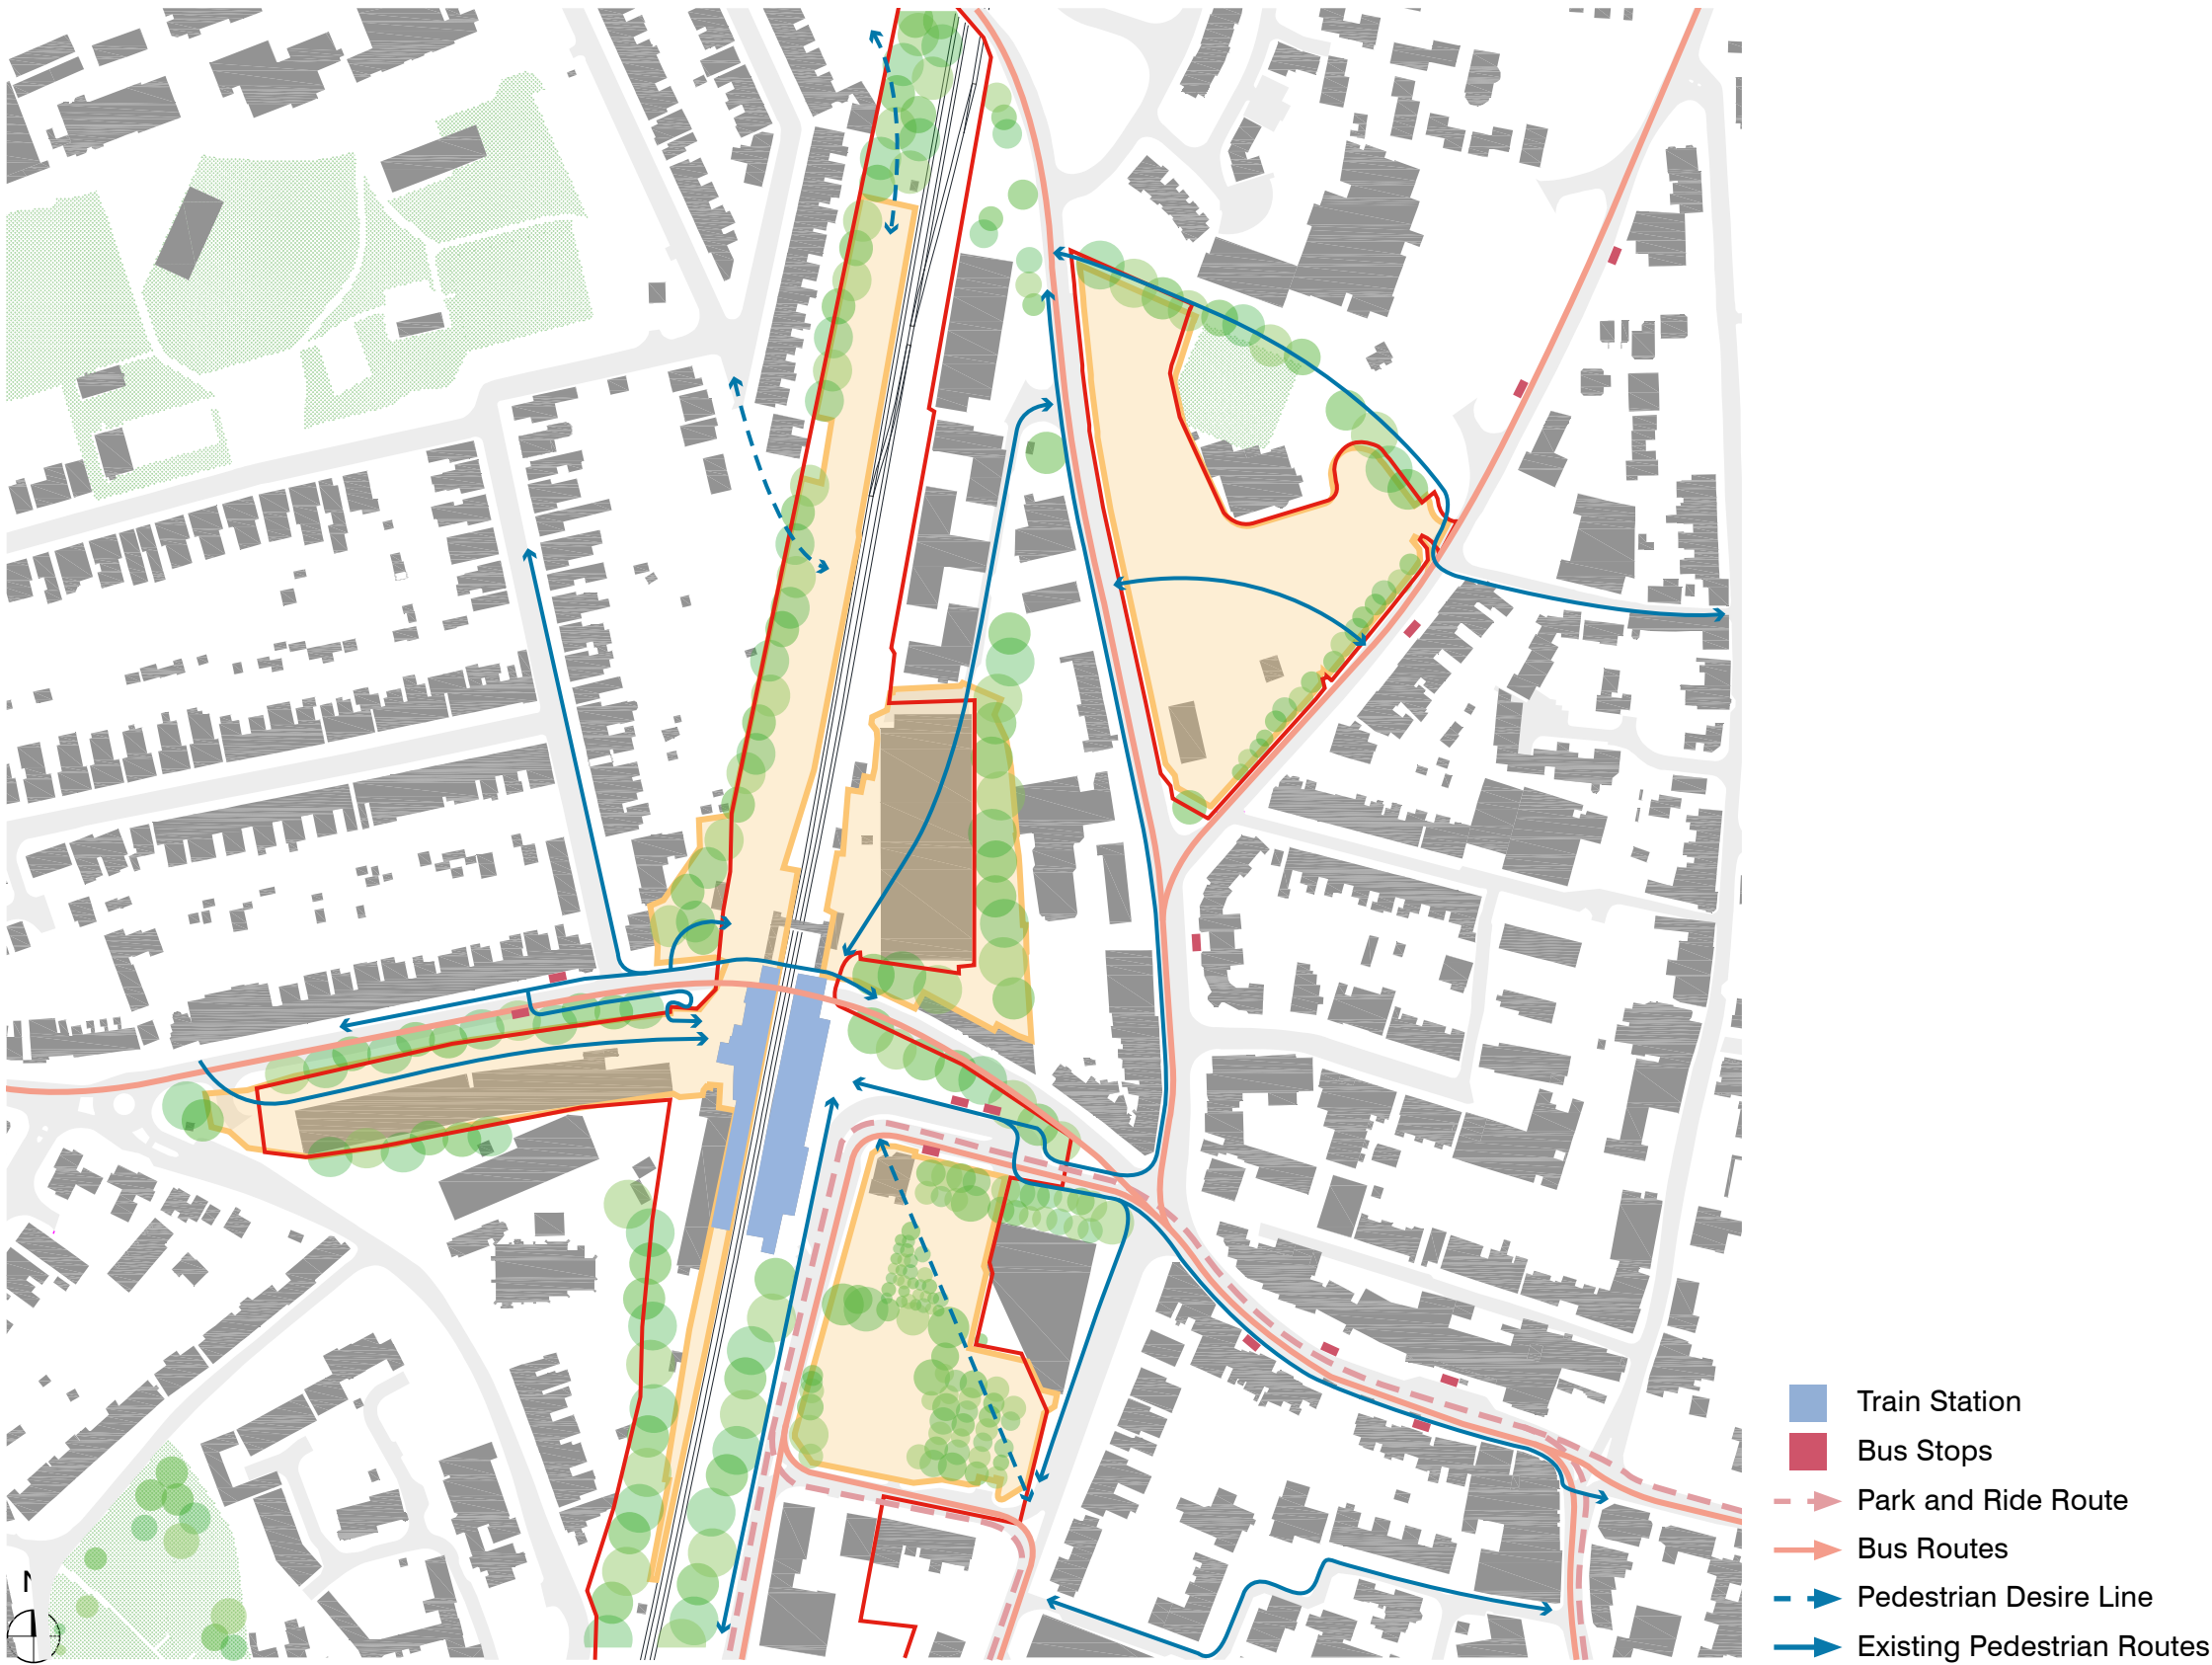 Train Station
Bus Stops
Park and Ride Route
Bus Routes
Pedestrian Desire Line
Existing Pedestrian Routes
N